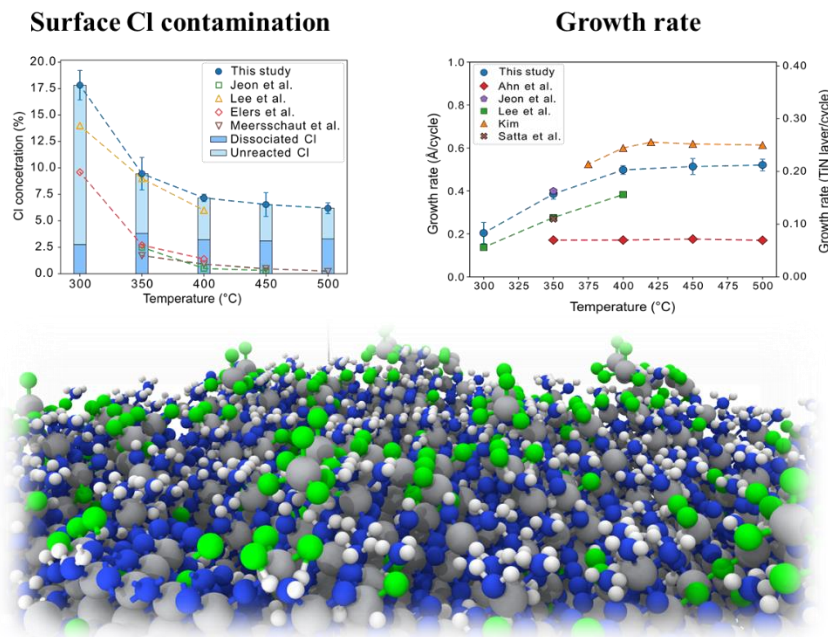 Surface Cl contamination
Growth rate
20.0
17.5
15.0
12.5
10.0
7.5
5.0
2.5
0.0
Cl concetration (%)
This study
Jeon et al.
Lee et al.
Elers et al.
Meersschaut et al.
Dissociated Cl
Unreacted Cl
300
350
400
450
500
Temperature (°C)
1.0
0.8
0.6
0.4
0.2
0.0
Growth rate (Å/cycle)
This study
Ahn et al.
Jeon et al.
Lee et al.
Kim
Satta et al.
0.40
0.30
0.20
0.10
0.00
Growth rate (TiN layer/cycle)
300
325
350
375
400
425
450
475
500
Temperature (°C)